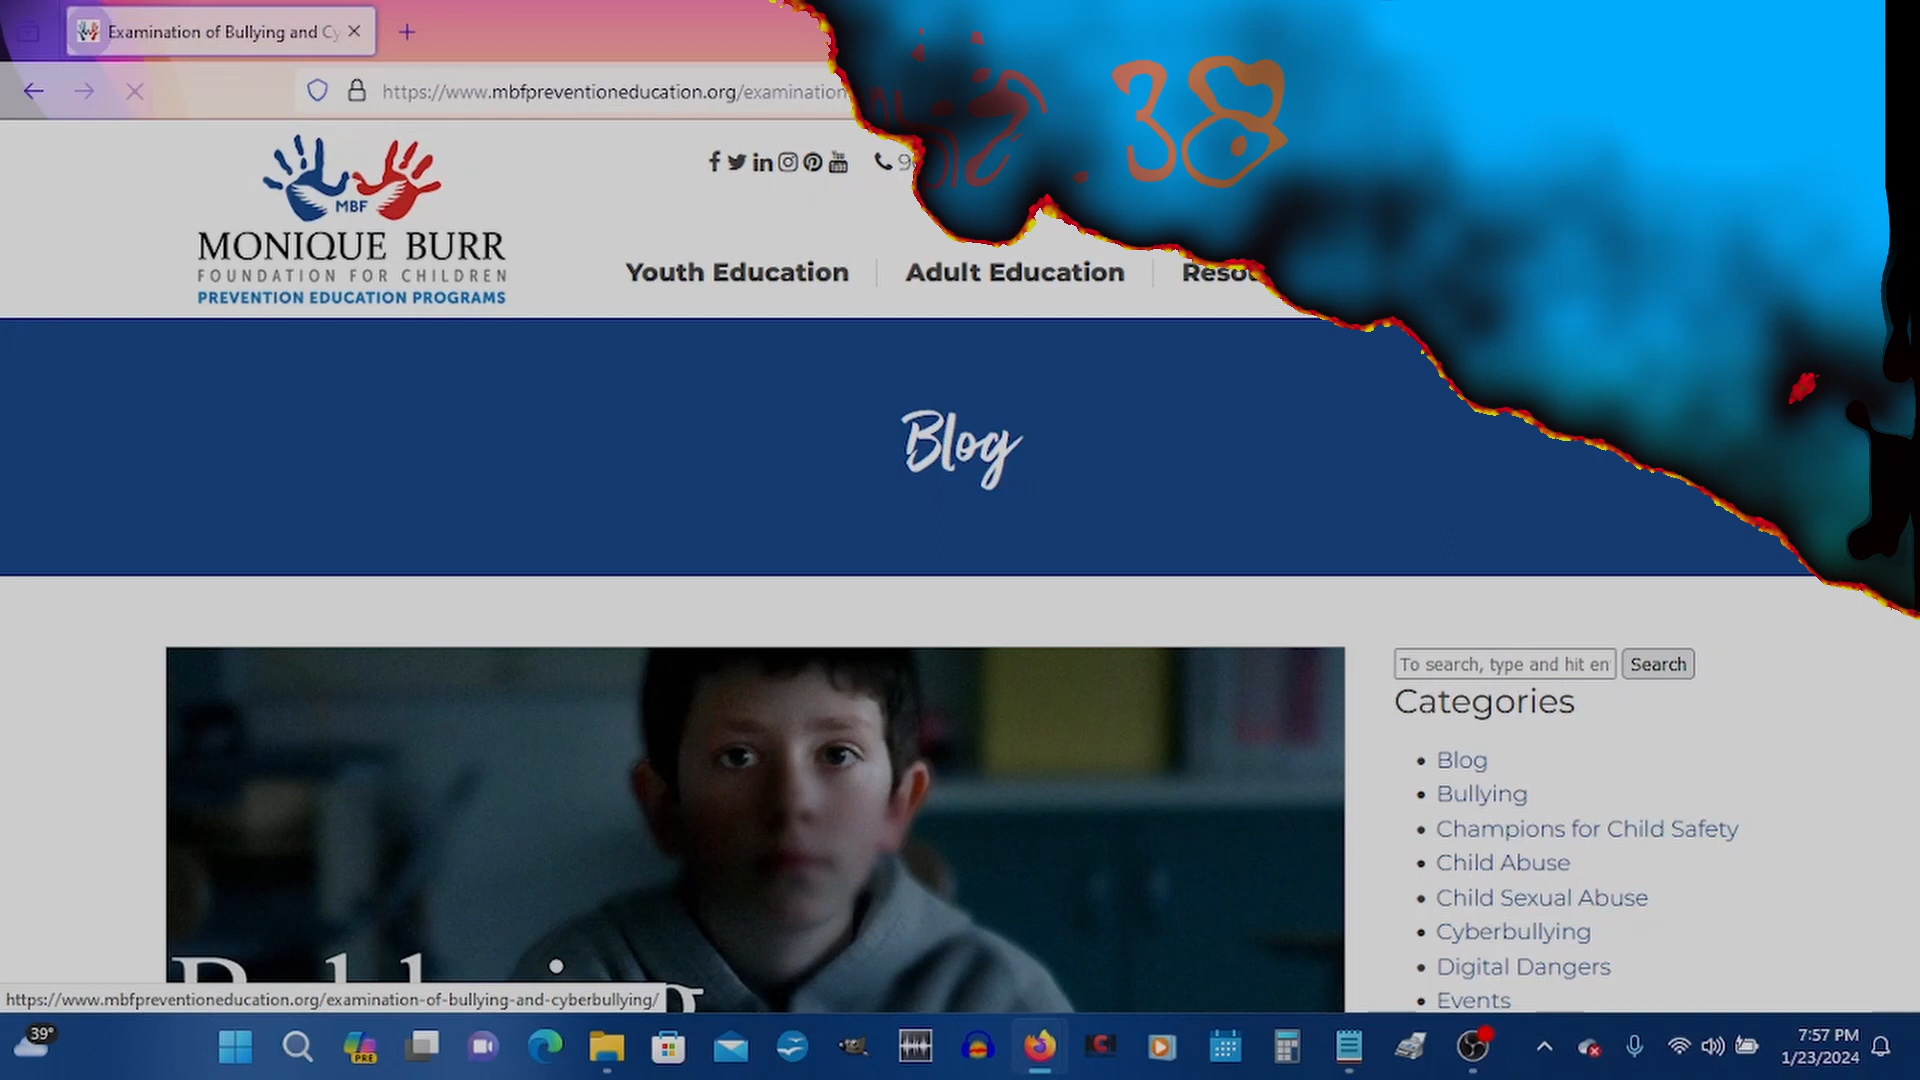 Examination of Bullying and Cy
https://www.mbfpreventioneducation.org/examination
.38
9
MBF
MONIQUE BURR
FOUNDATION FOR CHILDREN
PREVENTION EDUCATION PROGRAMS
Youth Education
Adult Education
Resou
Blog
To search, type and hit en
Search
Categories
Blog
Bullying
Champions for Child Safety
Child Abuse
Child Sexual Abuse
Cyberbullying
Digital Dangers
Events
https://www.mbfpreventioneducation.org/examination-of-bullying-and-cyberbullying/
39°
PRE
7:57 PM
1/23/2024